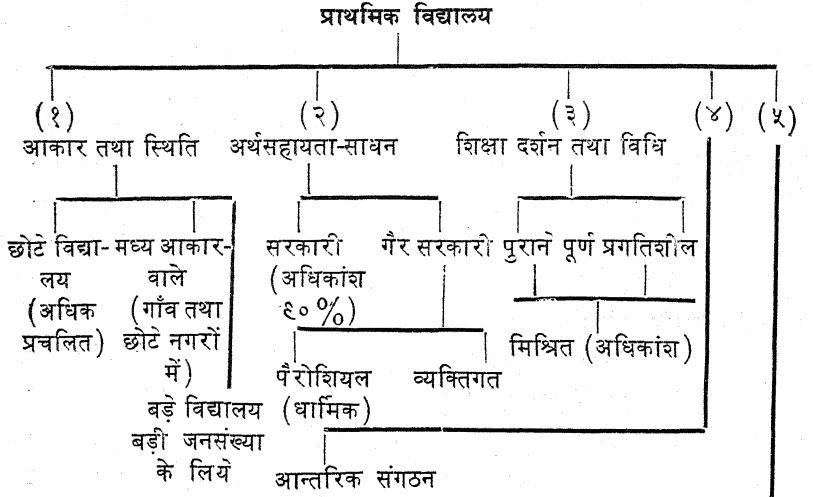 प्राथमिक विद्यालय
(१) (२) (३) (४) (५)
आकार तथा स्थिति अर्थसहायता-साधन शिक्षा दर्शन तथा विधि
छोटे विद्या- मध्य आकार- सरकारी गैर सरकारी पुराने पूर्ण प्रगतिशील
लय वाले (अधिकांश
(अधिक (गाँव तथा ९०%)
प्रचलित) छोटे नगरों मिश्रित (अधिकांश)
में) पैरोशियल व्यक्तिगत
बड़े विद्यालय (धार्मिक)
बड़ी जनसंख्या
के लिये आन्तरिक संगठन